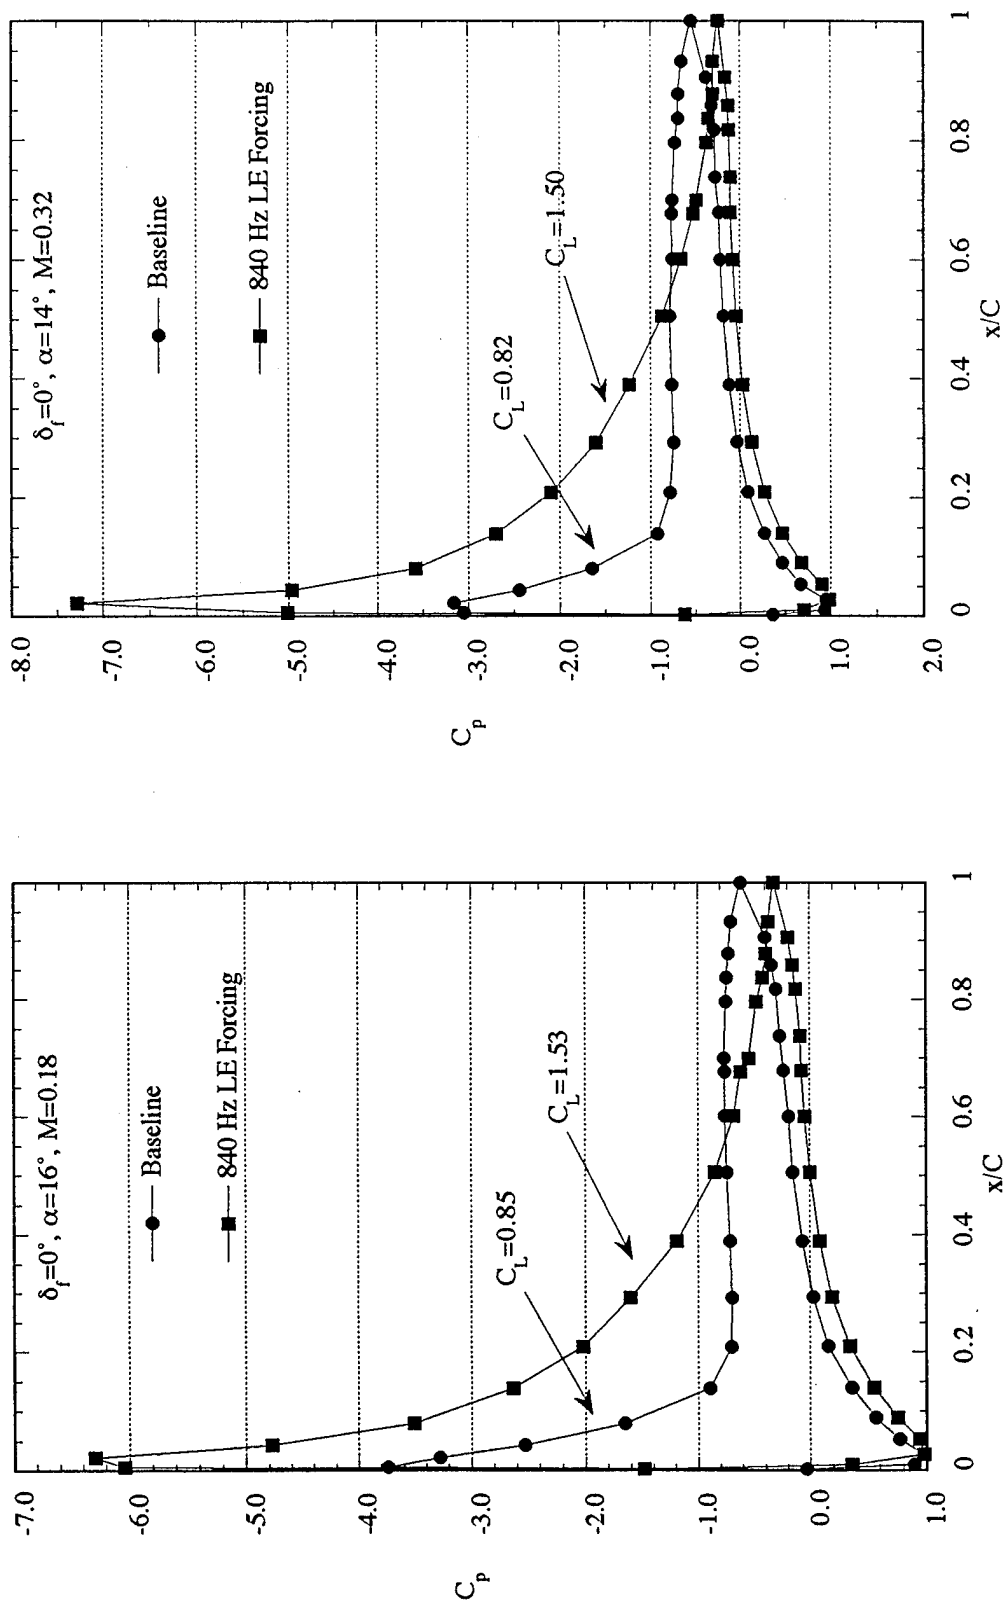 δf=0°, α=16°, M=0.18
Baseline
840 Hz LE Forcing
CL=1.53
CL=0.85
-7.0
-6.0
-5.0
-4.0
-3.0
-2.0
-1.0
0.0
1.0
Cp
0
0.2
0.4
0.6
0.8
1
x/C
δf=0°, α=14°, M=0.32
Baseline
840 Hz LE Forcing
CL=1.50
CL=0.82
-8.0
-7.0
-6.0
-5.0
-4.0
-3.0
-2.0
-1.0
0.0
1.0
2.0
Cp
0
0.2
0.4
0.6
0.8
1
x/C